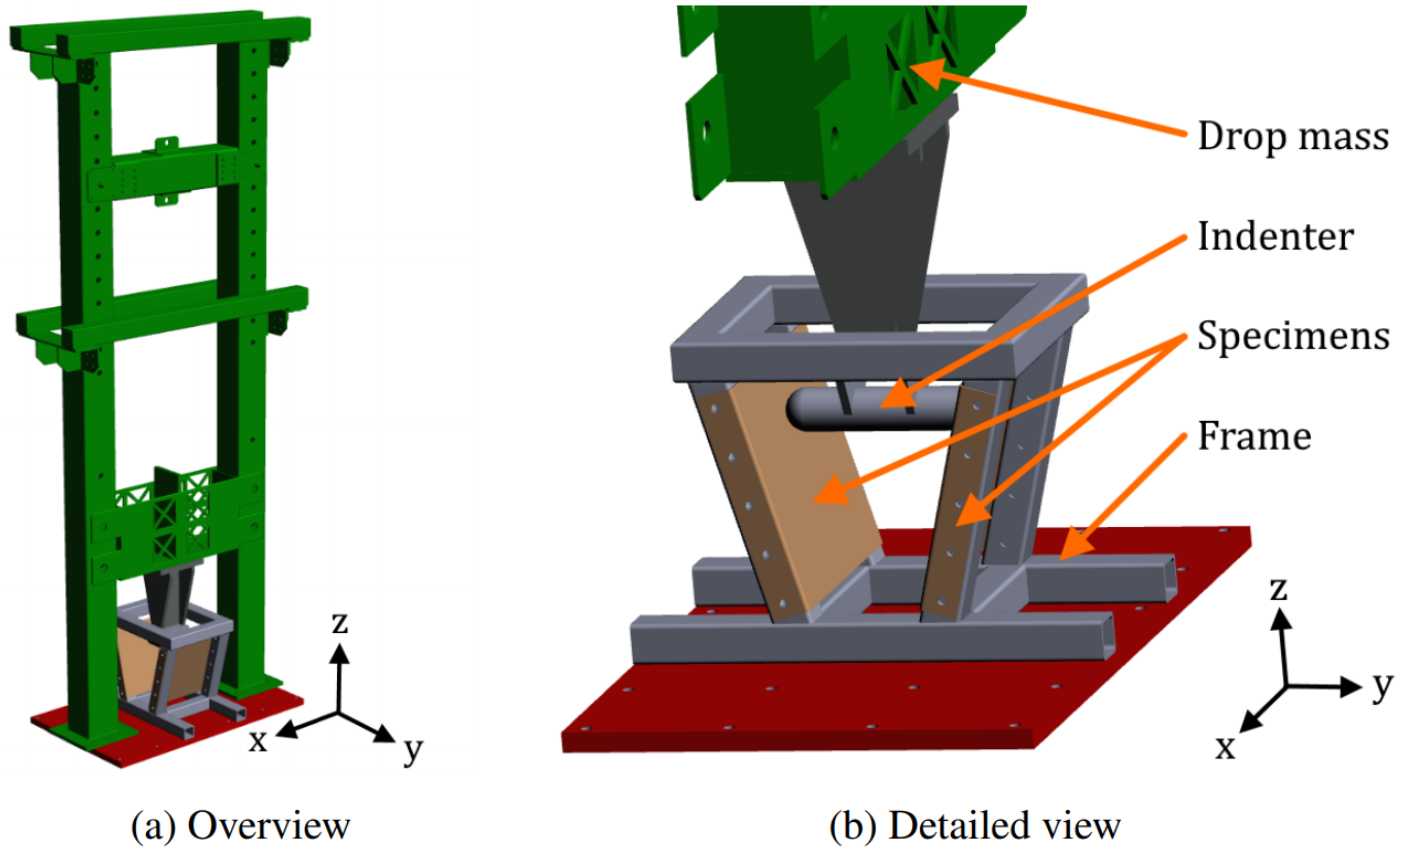 Drop mass
Indenter
Specimens
Frame
z
x
y
z
y
x
(a) Overview
(b) Detailed view